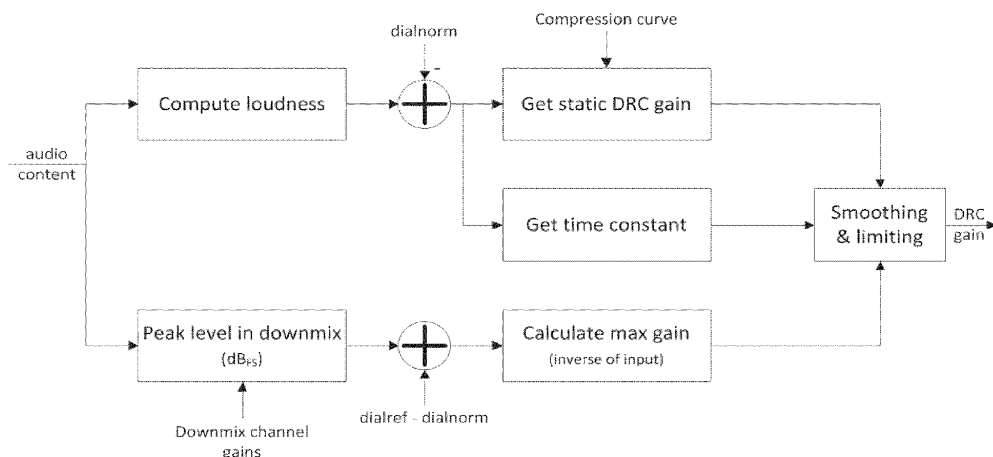 Compression curve
dialnorm
-
Compute loudness
Get static DRC gain
audio
content
Get time constant
Smoothing
& limiting
DRC
gain
Peak level in downmix
(dBFS)
Calculate max gain
(inverse of input)
dialref - dialnorm
Downmix channel
gains